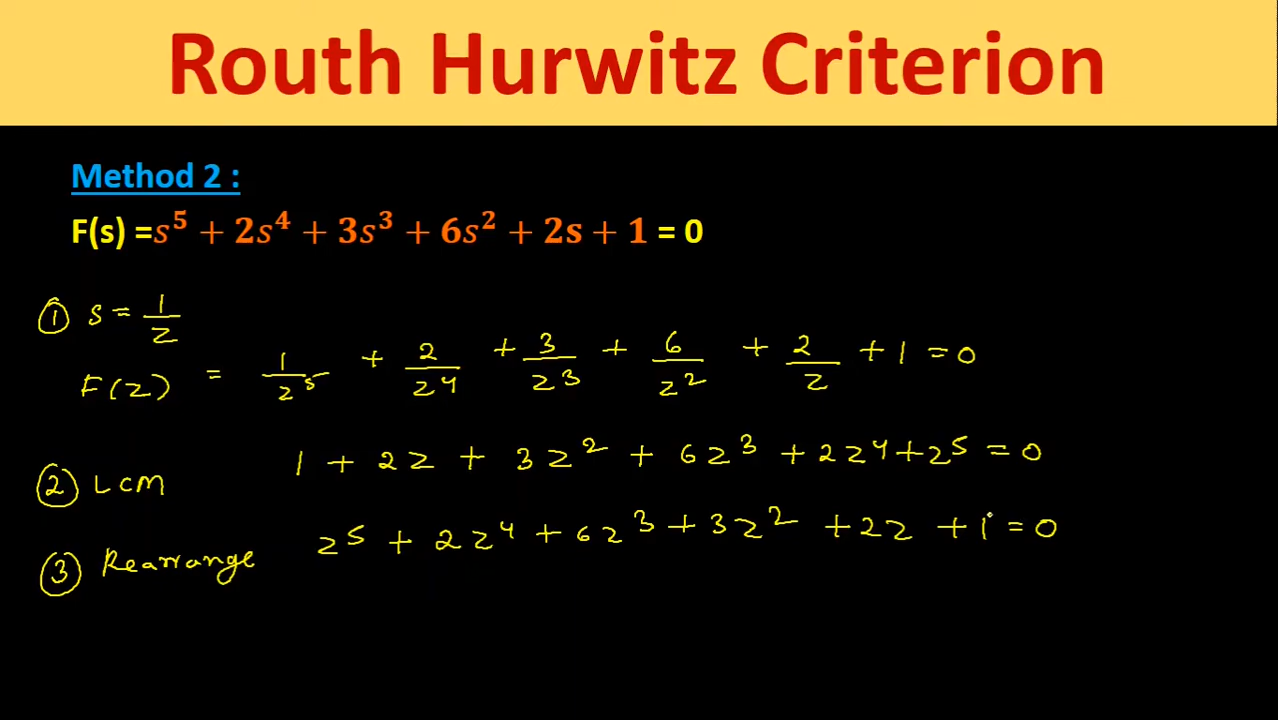 Routh Hurwitz Criterion
Method 2 :
F(s) =s⁵ + 2s⁴ + 3s³ + 6s² + 2s + 1 = 0
① s = 1/z
F(z) = 1/z⁵ + 2/z⁴ + 3/z³ + 6/z² + 2/z + 1 = 0
② LCM 1 + 2z + 3z² + 6z³ + 2z⁴ + z⁵ = 0
③ Rearrange z⁵ + 2z⁴ + 6z³ + 3z² + 2z + 1 = 0